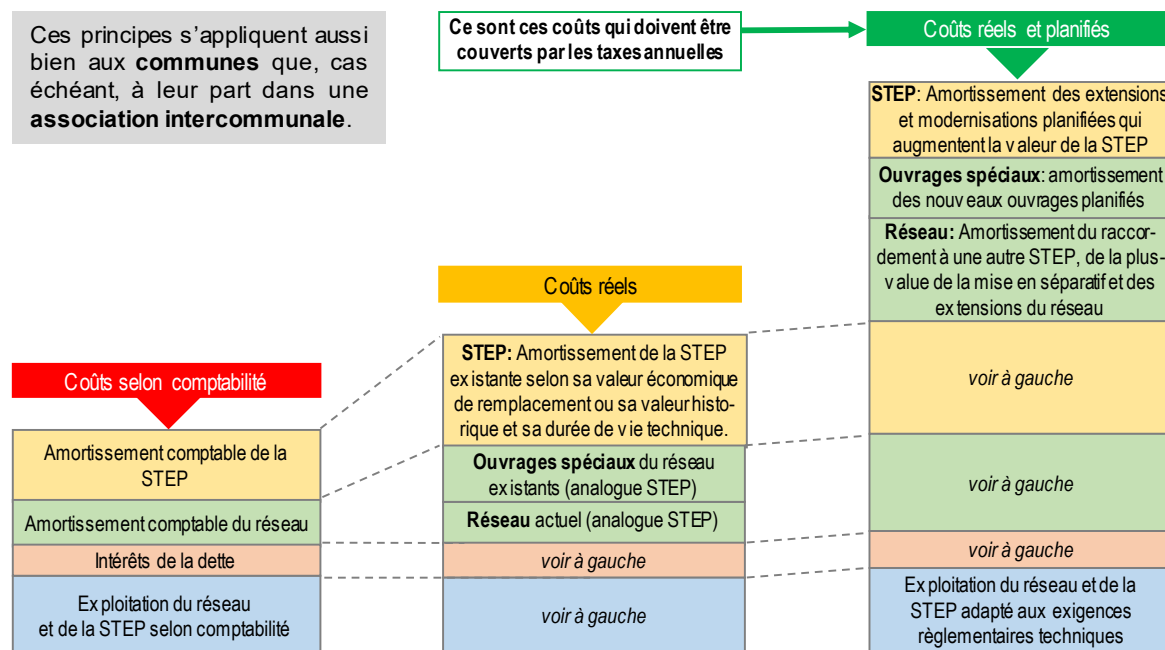 Ces principes s'appliquent aussi
bien aux communes que, cas
échéant, à leur part dans une
association intercommunale.
Ce sont ces coûts qui doivent être
couverts par les taxes annuelles
Coûts réels et planifiés
STEP: Amortissement des extensions
et modernisations planifiées qui
augmentent la valeur de la STEP
Ouvrages spéciaux: amortissement
des nouveaux ouvrages planifiés
Réseau: Amortissement du raccor-
dement à une autre STEP, de la plus-
value de la mise en séparatif et des
extensions du réseau
voir à gauche
voir à gauche
voir à gauche
Exploitation du réseau et de la
STEP adapté aux exigences
règlementaires techniques
Coûts réels
STEP: Amortissement de la STEP
existante selon sa valeur économique
de remplacement ou sa valeur histo-
rique et sa durée de vie technique.
Ouvrages spéciaux du réseau
existants (analogue STEP)
Réseau actuel (analogue STEP)
voir à gauche
voir à gauche
Coûts selon comptabilité
Amortissement comptable de la
STEP
Amortissement comptable du réseau
Intérêts de la dette
Exploitation du réseau
et de la STEP selon comptabilité